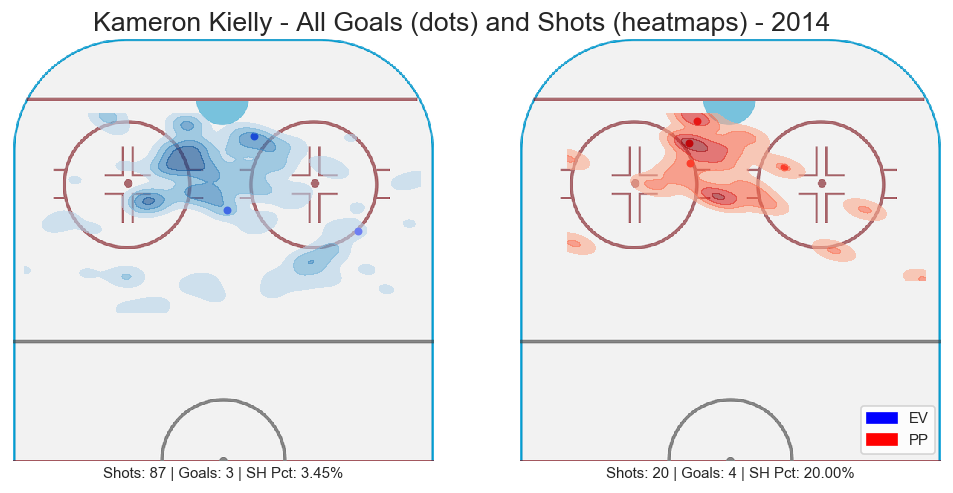 Kameron Kielly - All Goals (dots) and Shots (heatmaps) - 2014
EV
PP
Shots: 87 | Goals: 3 | SH Pct: 3.45%
Shots: 20 | Goals: 4 | SH Pct: 20.00%